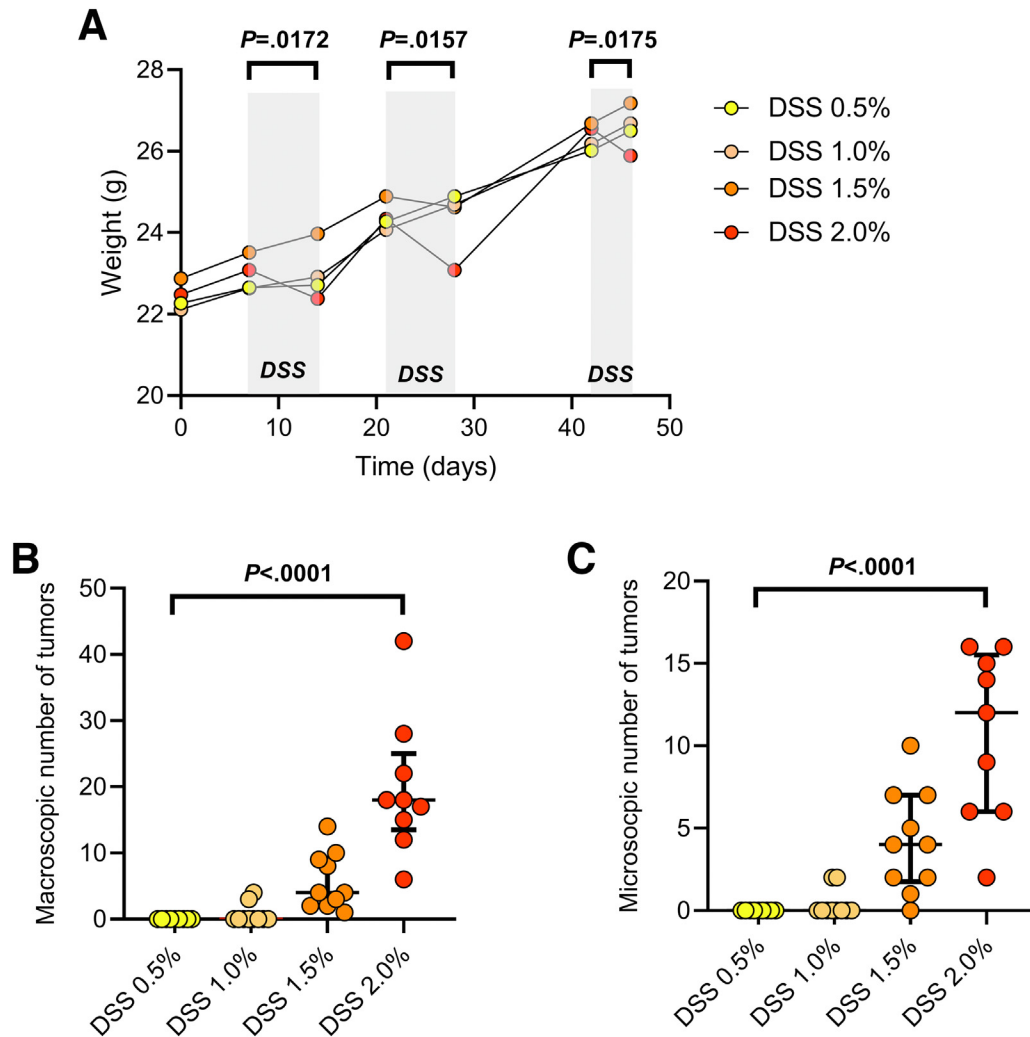 A
P=.0172
P=.0157
P=.0175
28
26
24
22
20
Weight (g)
DSS
DSS
DSS
0
10
20
30
40
50
Time (days)
DSS 0.5%
DSS 1.0%
DSS 1.5%
DSS 2.0%
B
P<.0001
50
40
30
20
10
0
Macroscopic number of tumors
DSS 0.5%
DSS 1.0%
DSS 1.5%
DSS 2.0%
C
P<.0001
20
15
10
5
0
Microsocpic number of tumors
DSS 0.5%
DSS 1.0%
DSS 1.5%
DSS 2.0%